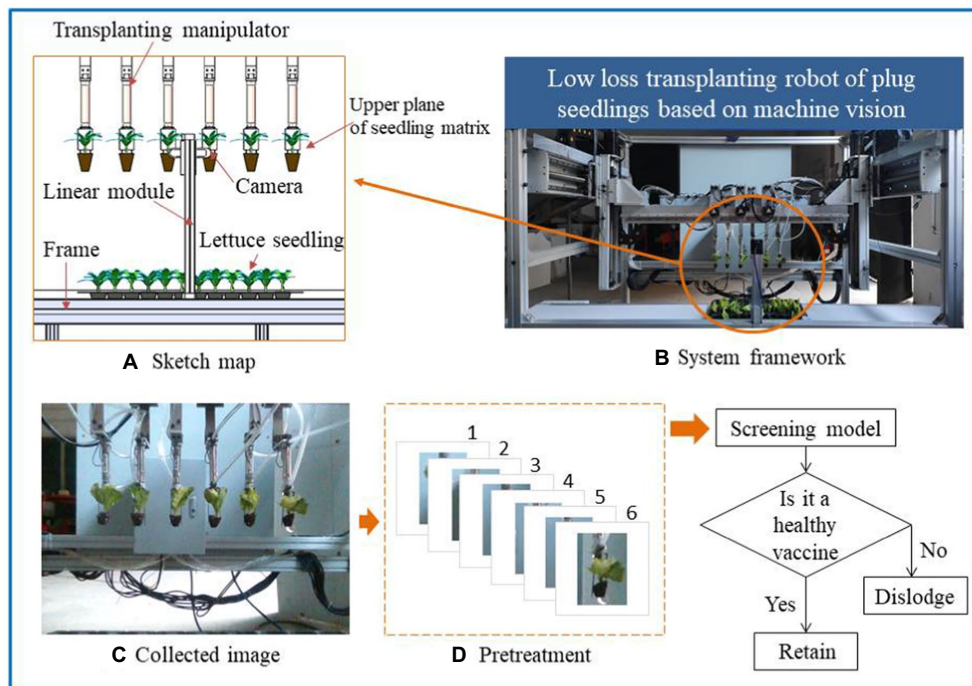 Transplanting manipulator
Upper plane
of seedling matrix
Camera
Linear module
Lettuce seedling
Frame
A Sketch map
Low loss transplanting robot of plug
seedlings based on machine vision
B System framework
C Collected image
1
2
3
4
5
6
D Pretreatment
Screening model
Is it a
healthy
vaccine
No
Yes
Dislodge
Retain